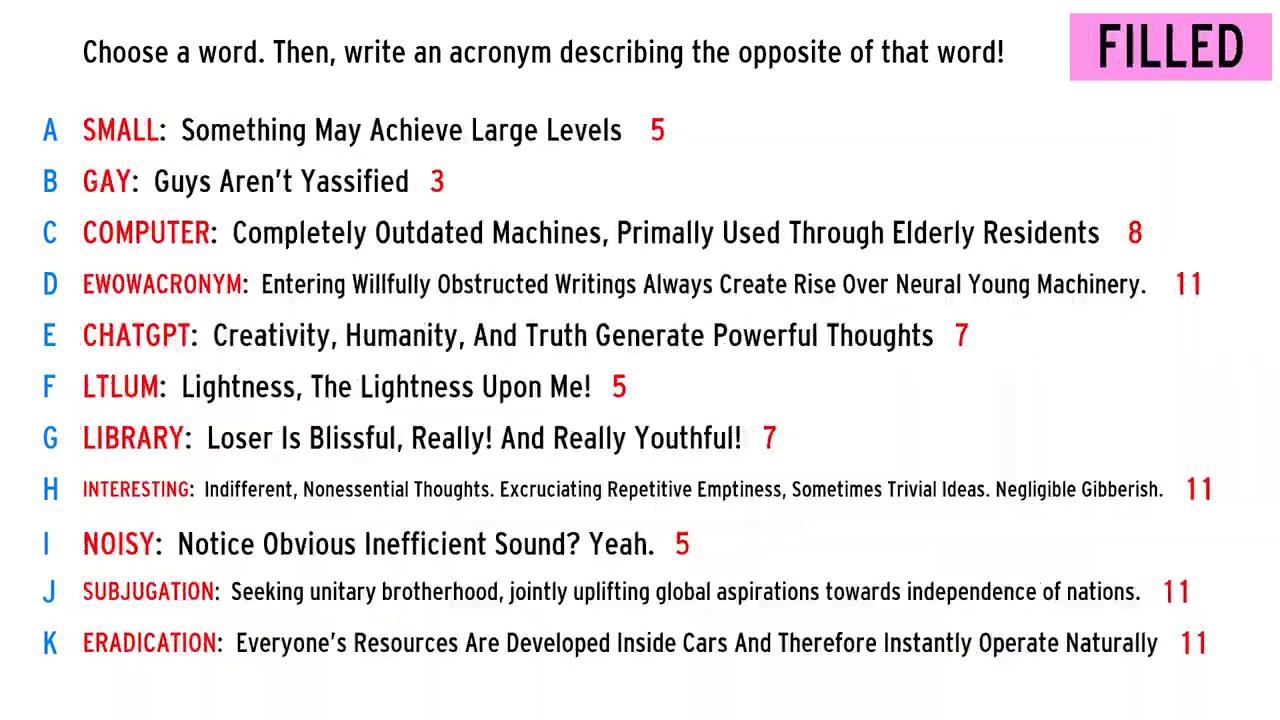 Choose a word. Then, write an acronym describing the opposite of that word!
FILLED
A SMALL: Something May Achieve Large Levels 5
B GAY: Guys Aren't Yassified 3
C COMPUTER: Completely Outdated Machines, Primally Used Through Elderly Residents 8
D EWOWACRONYM: Entering Willfully Obstructed Writings Always Create Rise Over Neural Young Machinery. 11
E CHATGPT: Creativity, Humanity, And Truth Generate Powerful Thoughts 7
F LTLUM: Lightness, The Lightness Upon Me! 5
G LIBRARY: Loser Is Blissful, Really! And Really Youthful! 7
H INTERESTING: Indifferent, Nonessential Thoughts. Excruciating Repetitive Emptiness, Sometimes Trivial Ideas. Negligible Gibberish. 11
I NOISY: Notice Obvious Inefficient Sound? Yeah. 5
J SUBJUGATION: Seeking unitary brotherhood, jointly uplifting global aspirations towards independence of nations. 11
K ERADICATION: Everyone's Resources Are Developed Inside Cars And Therefore Instantly Operate Naturally 11